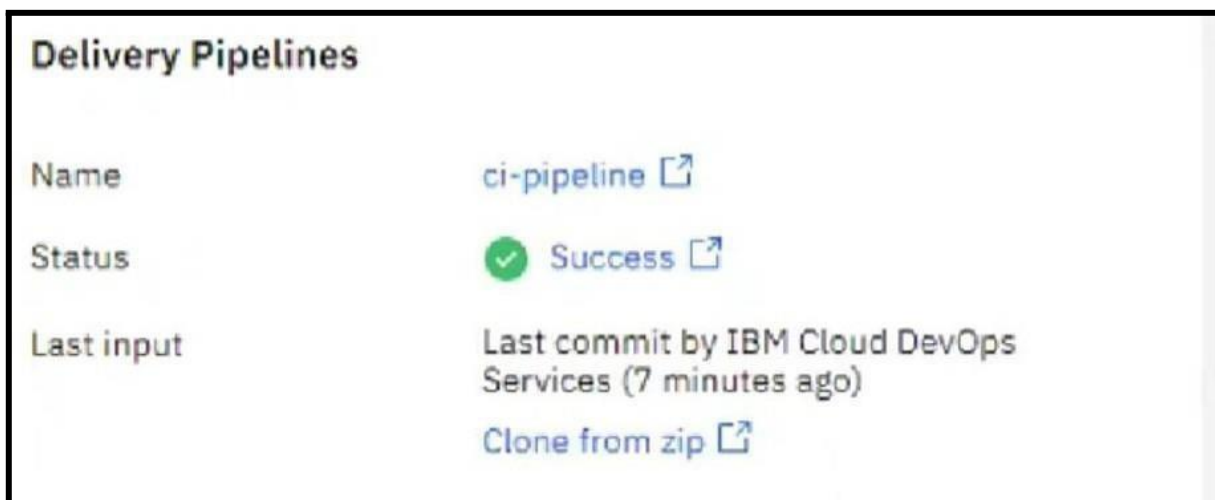 Delivery Pipelines
Name ci-pipeline
Status Success
Last input Last commit by IBM Cloud DevOps
Services (7 minutes ago)
Clone from zip